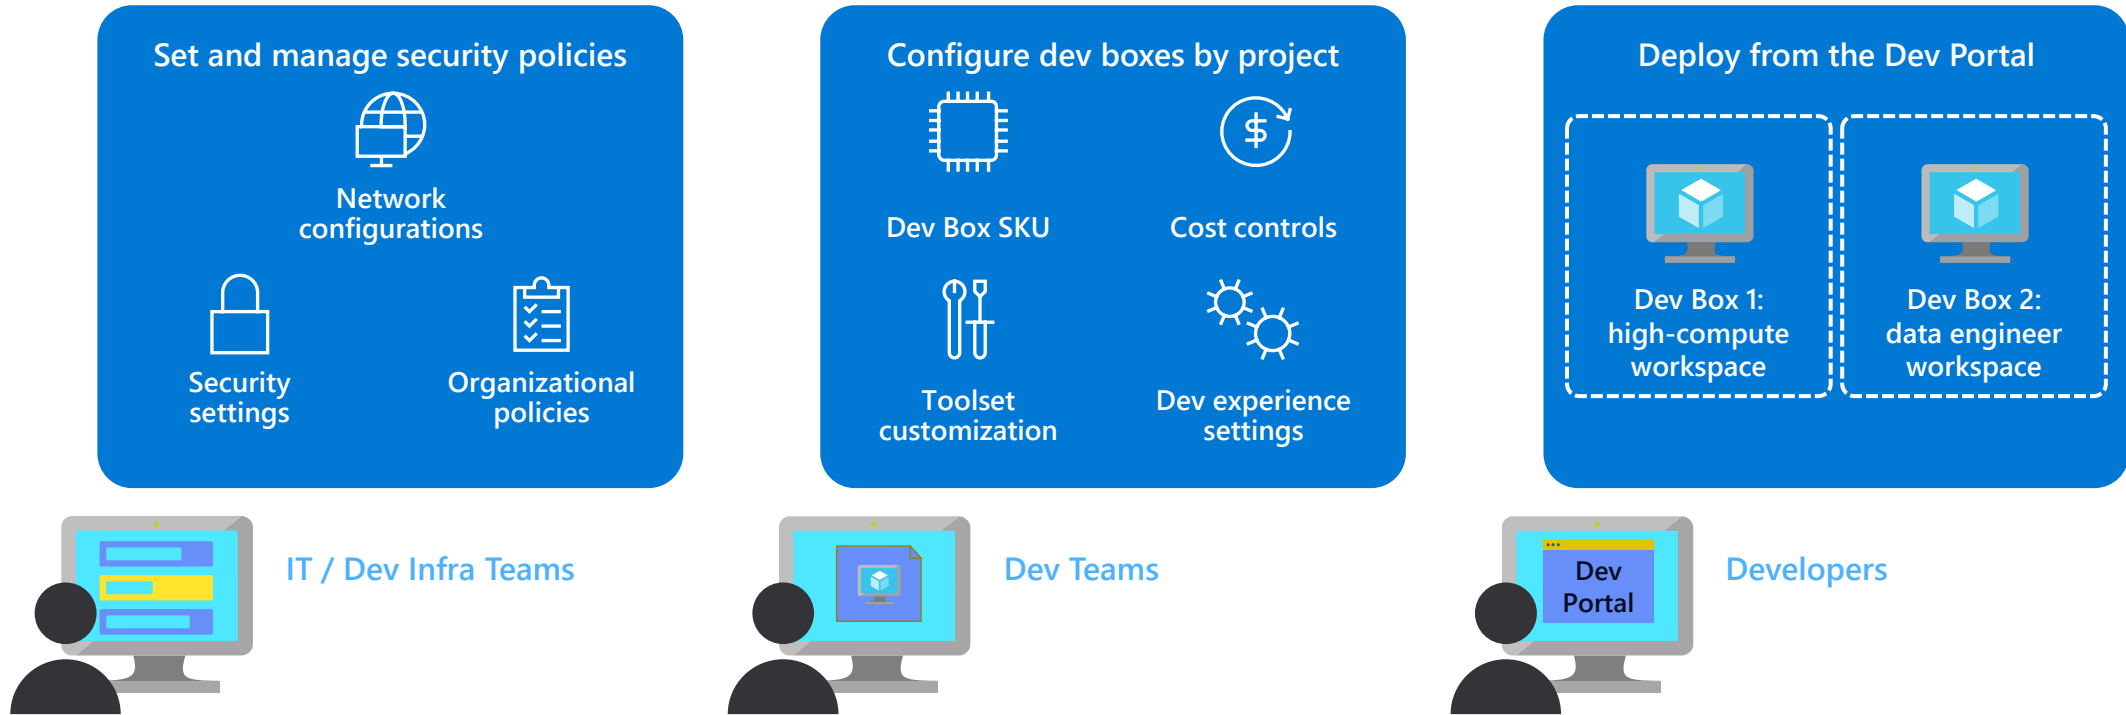 Set and manage security policies
Network
configurations
Security
settings
Organizational
policies
IT / Dev Infra Teams
Configure dev boxes by project
Dev Box SKU
Cost controls
Toolset
customization
Dev experience
settings
Dev Teams
Deploy from the Dev Portal
Dev Box 1:
high-compute
workspace
Dev Box 2:
data engineer
workspace
Dev
Portal
Developers